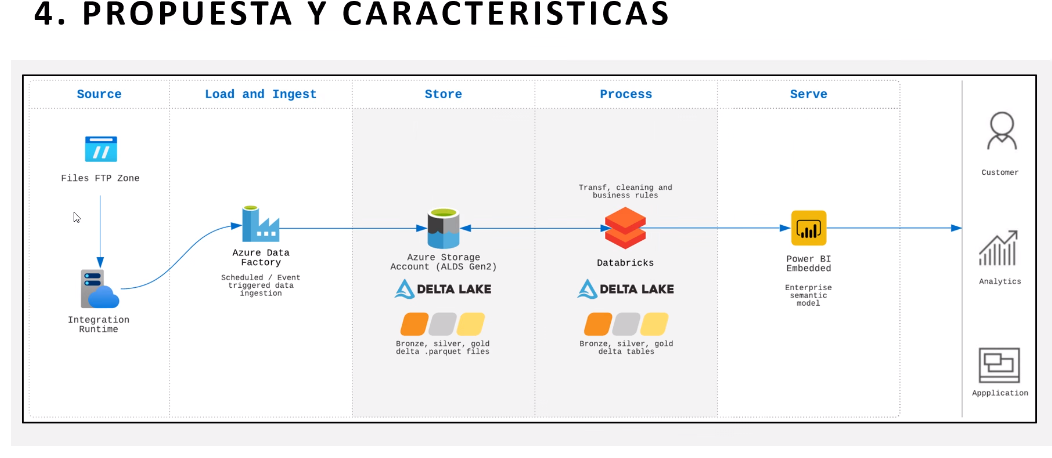 4. PROPUESTA Y CARACTERISTICAS
Source
Load and Ingest
Store
Process
Serve
Files FTP Zone
Integration
Runtime
Azure Data
Factory
Scheduled / Event
triggered data
ingestion
Azure Storage
Account (ALDS Gen2)
DELTA LAKE
Bronze, silver, gold
delta .parquet files
Transf, cleaning and
business rules
Databricks
DELTA LAKE
Bronze, silver, gold
delta tables
Power BI
Embedded
Enterprise
semantic
model
Customer
Analytics
Appplication